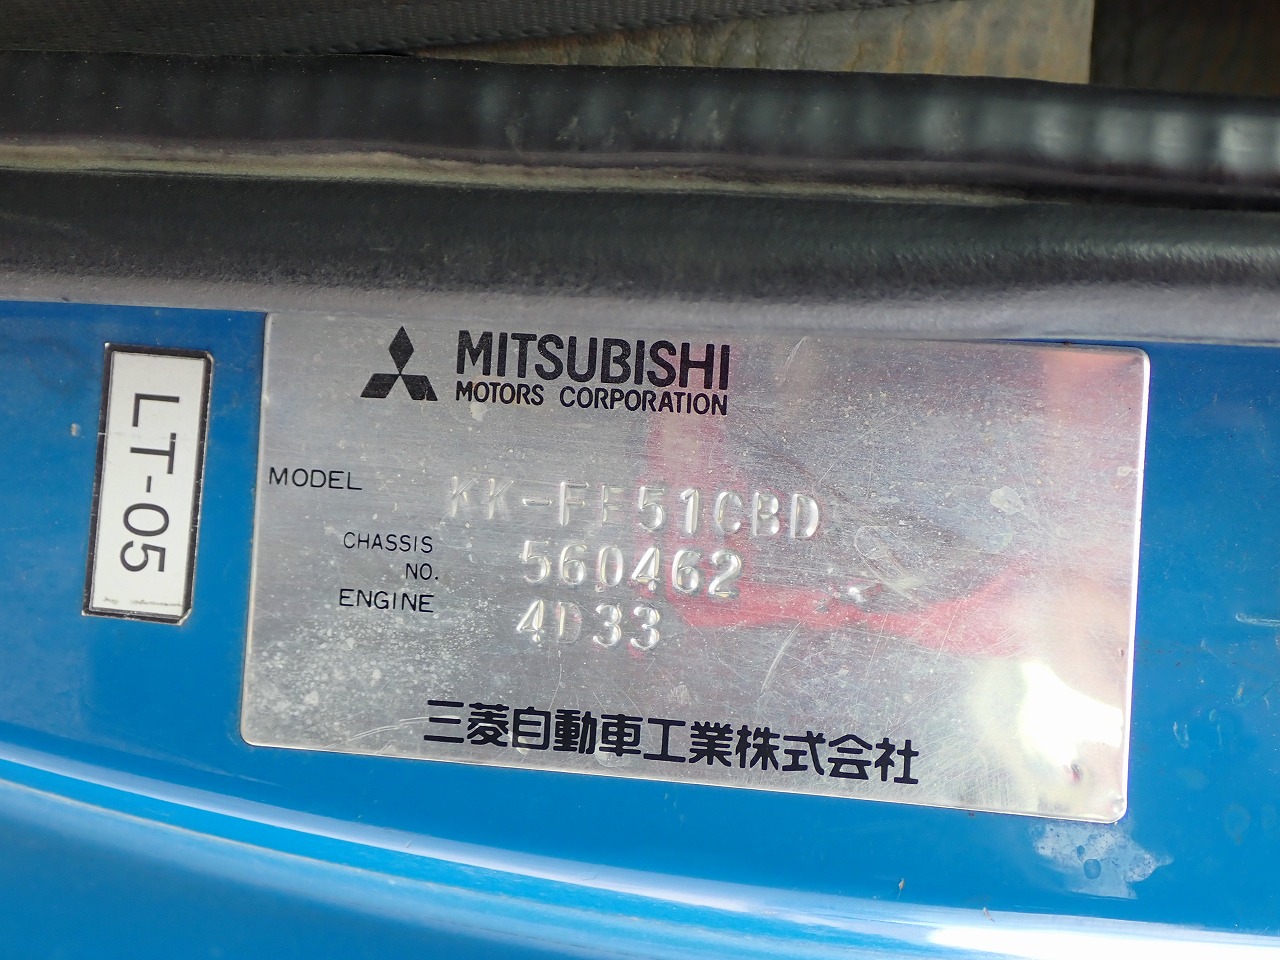 MITSUBISHI
MOTORS CORPORATION
MODEL KK-FE51CBD
CHASSIS
NO. 560462
ENGINE 4D33
三菱自動車工業株式会社
LT-05